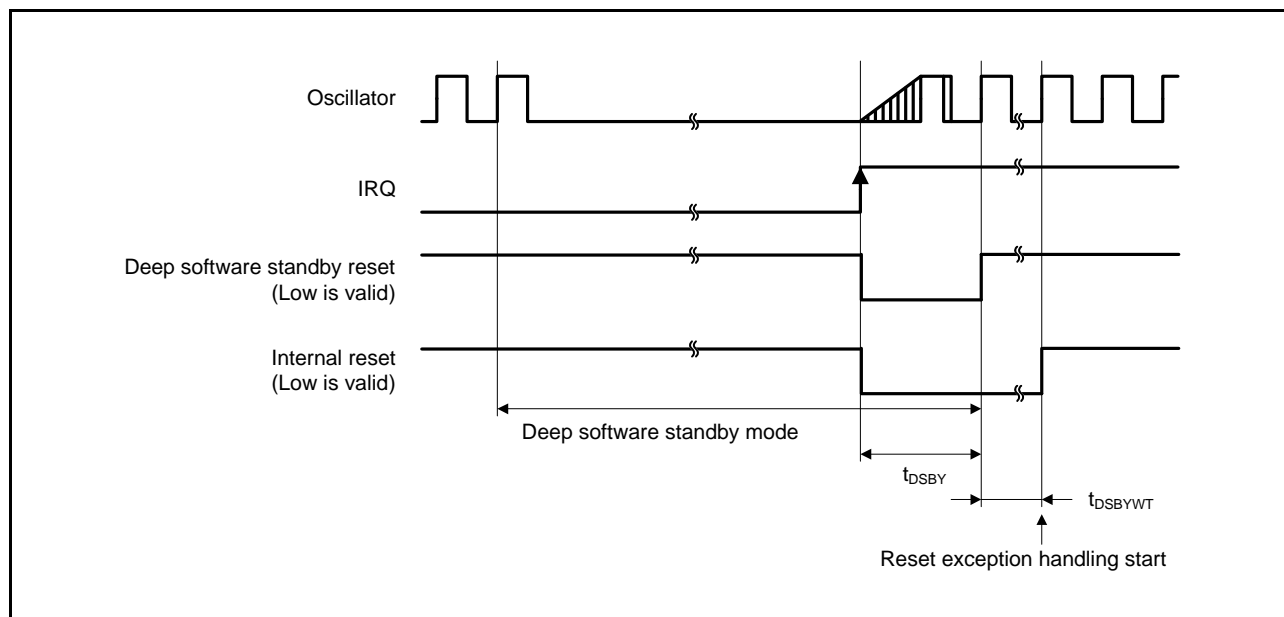 Oscillator
IRQ
Deep software standby reset
(Low is valid)
Internal reset
(Low is valid)
Deep software standby mode
tDSBY
tDSBYWT
Reset exception handling start